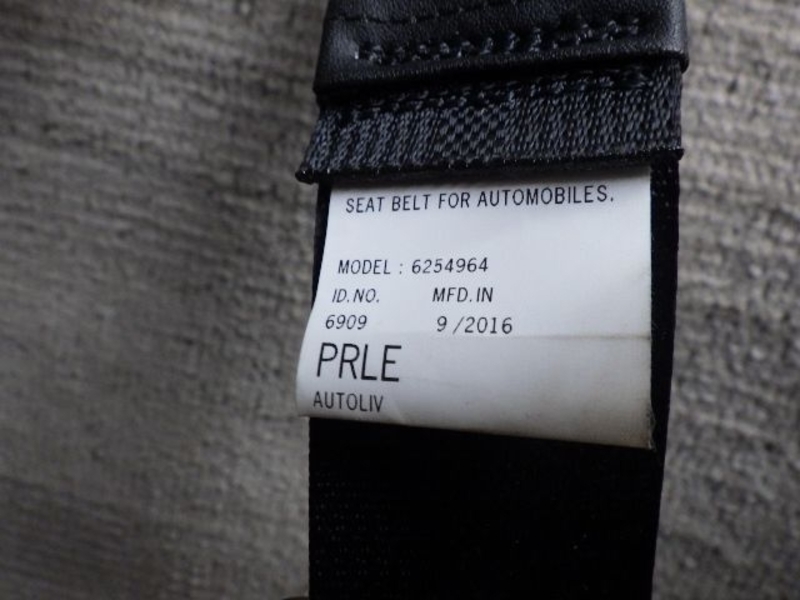 SEAT BELT FOR AUTOMOBILES.
MODEL : 6254964
ID.NO. MFD.IN
6909 9/2016
PRLE
AUTOLIV